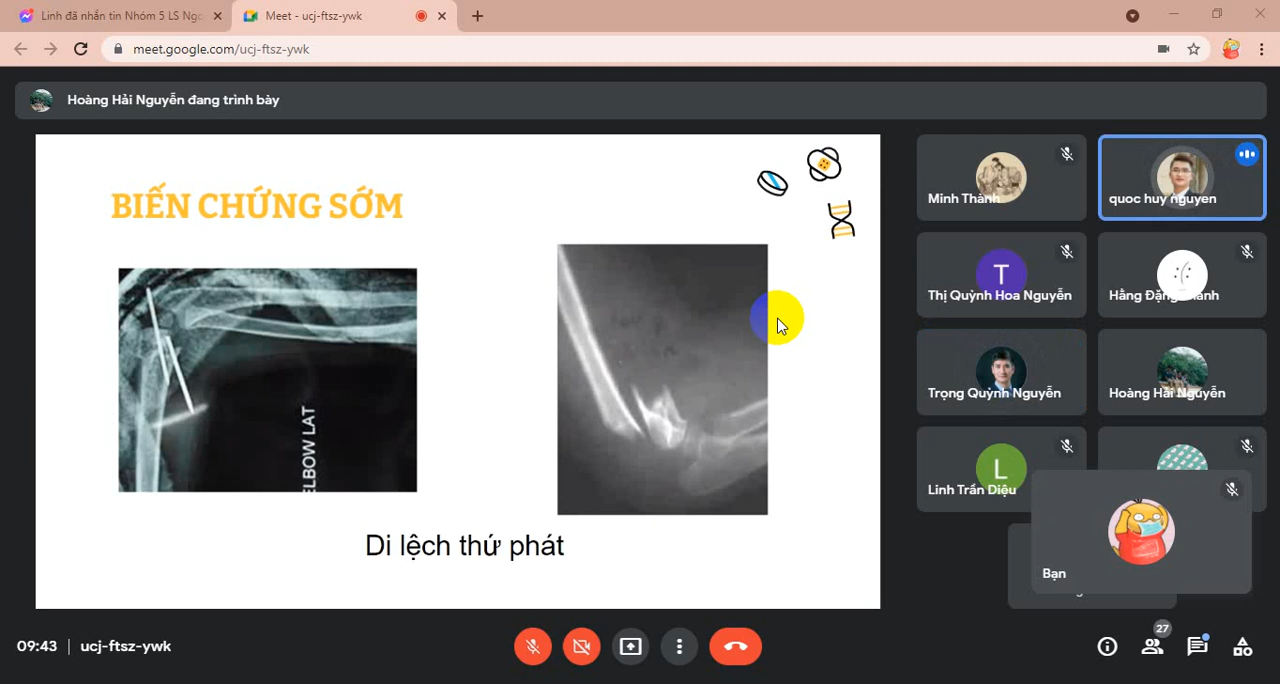 Linh đã nhắn tin Nhóm 5 LS Ngo
Meet - ucj-ftsz-ywk
meet.google.com/ucj-ftsz-ywk
Hoàng Hải Nguyễn đang trình bày
BIẾN CHỨNG SỚM
ELBOW LAT
Di lệch thứ phát
Minh Thành
quoc huy nguyen
T
Thị Quỳnh Hoa Nguyễn
Hằng Đặng
Trọng Quỳnh Nguyễn
Hoàng Hải Nguyễn
L
Linh Trần Diệu
Bạn
09:43 | ucj-ftsz-ywk
27